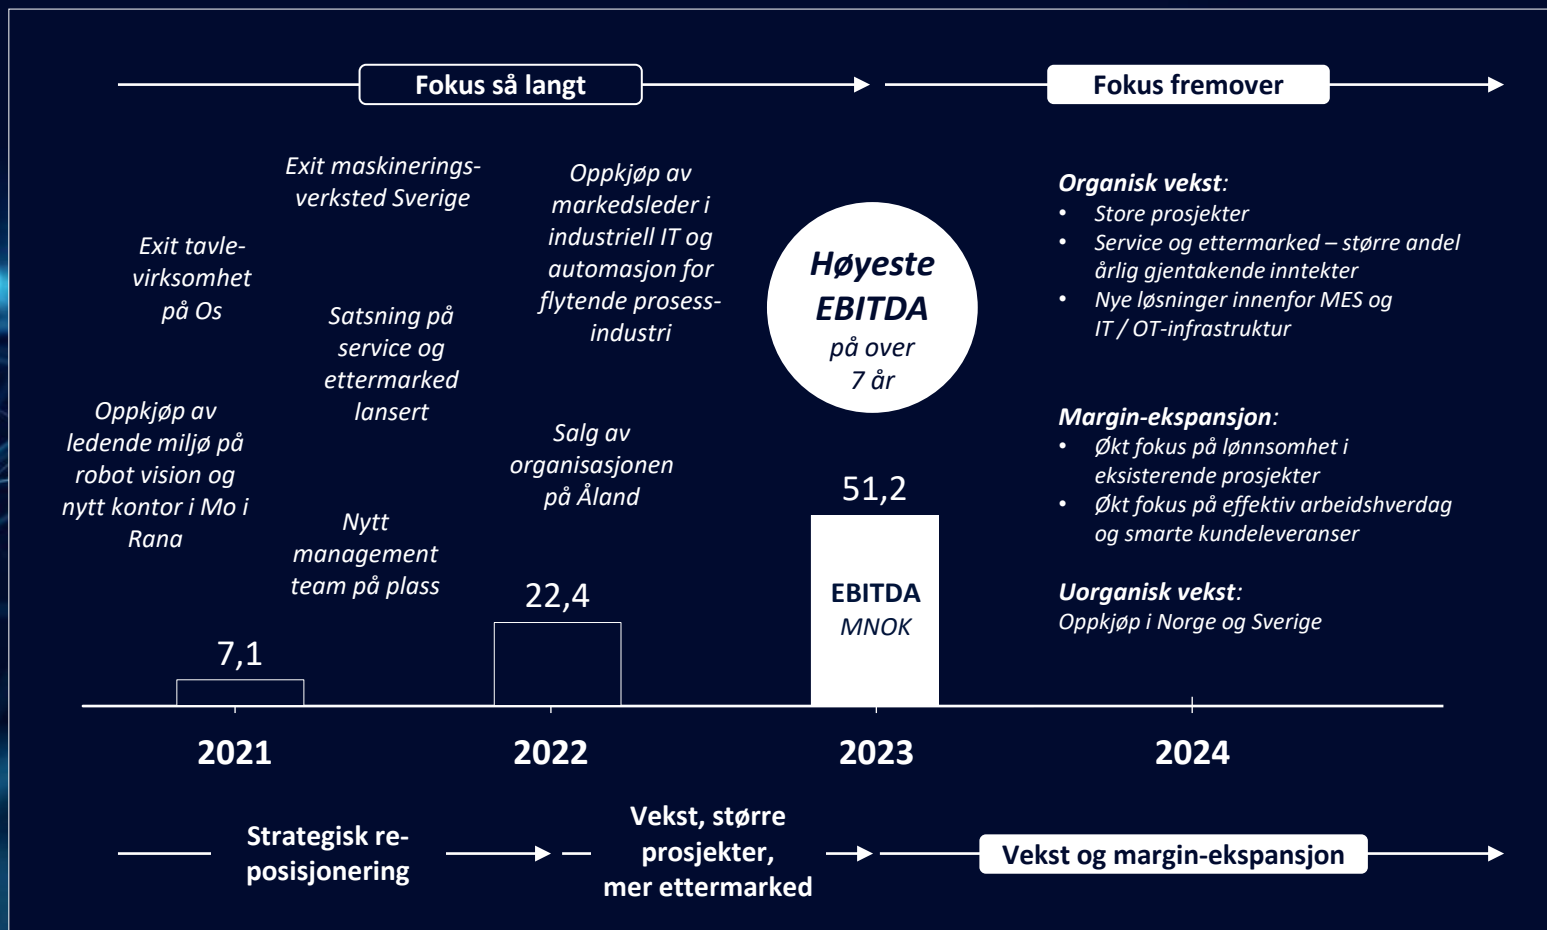 Fokus så langt
Fokus fremover
Exit tavle-
virksomhet
på Os
Oppkjøp av
ledende miljø på
robot vision og
nytt kontor i Mo i
Rana
Exit maskinerings-
verksted Sverige
Satsning på
service og
ettermarked
lansert
Nytt
management
team på plass
Oppkjøp av
markedsleder i
industriell IT og
automasjon for
flytende prosess-
industri
Salg av
organisasjonen
på Åland
Høyeste
EBITDA
på over
7 år
Organisk vekst:
• Store prosjekter
• Service og ettermarked – større andel
årlig gjentakende inntekter
• Nye løsninger innenfor MES og
IT / OT-infrastruktur
Margin-ekspansjon:
• Økt fokus på lønnsomhet i
eksisterende prosjekter
• Økt fokus på effektiv arbeidshverdag
og smarte kundeleveranser
Uorganisk vekst:
Oppkjøp i Norge og Sverige
7,1
22,4
51,2
EBITDA
MNOK
2021
2022
2023
2024
Strategisk re-
posisjonering
Vekst, større
prosjekter,
mer ettermarked
Vekst og margin-ekspansjon